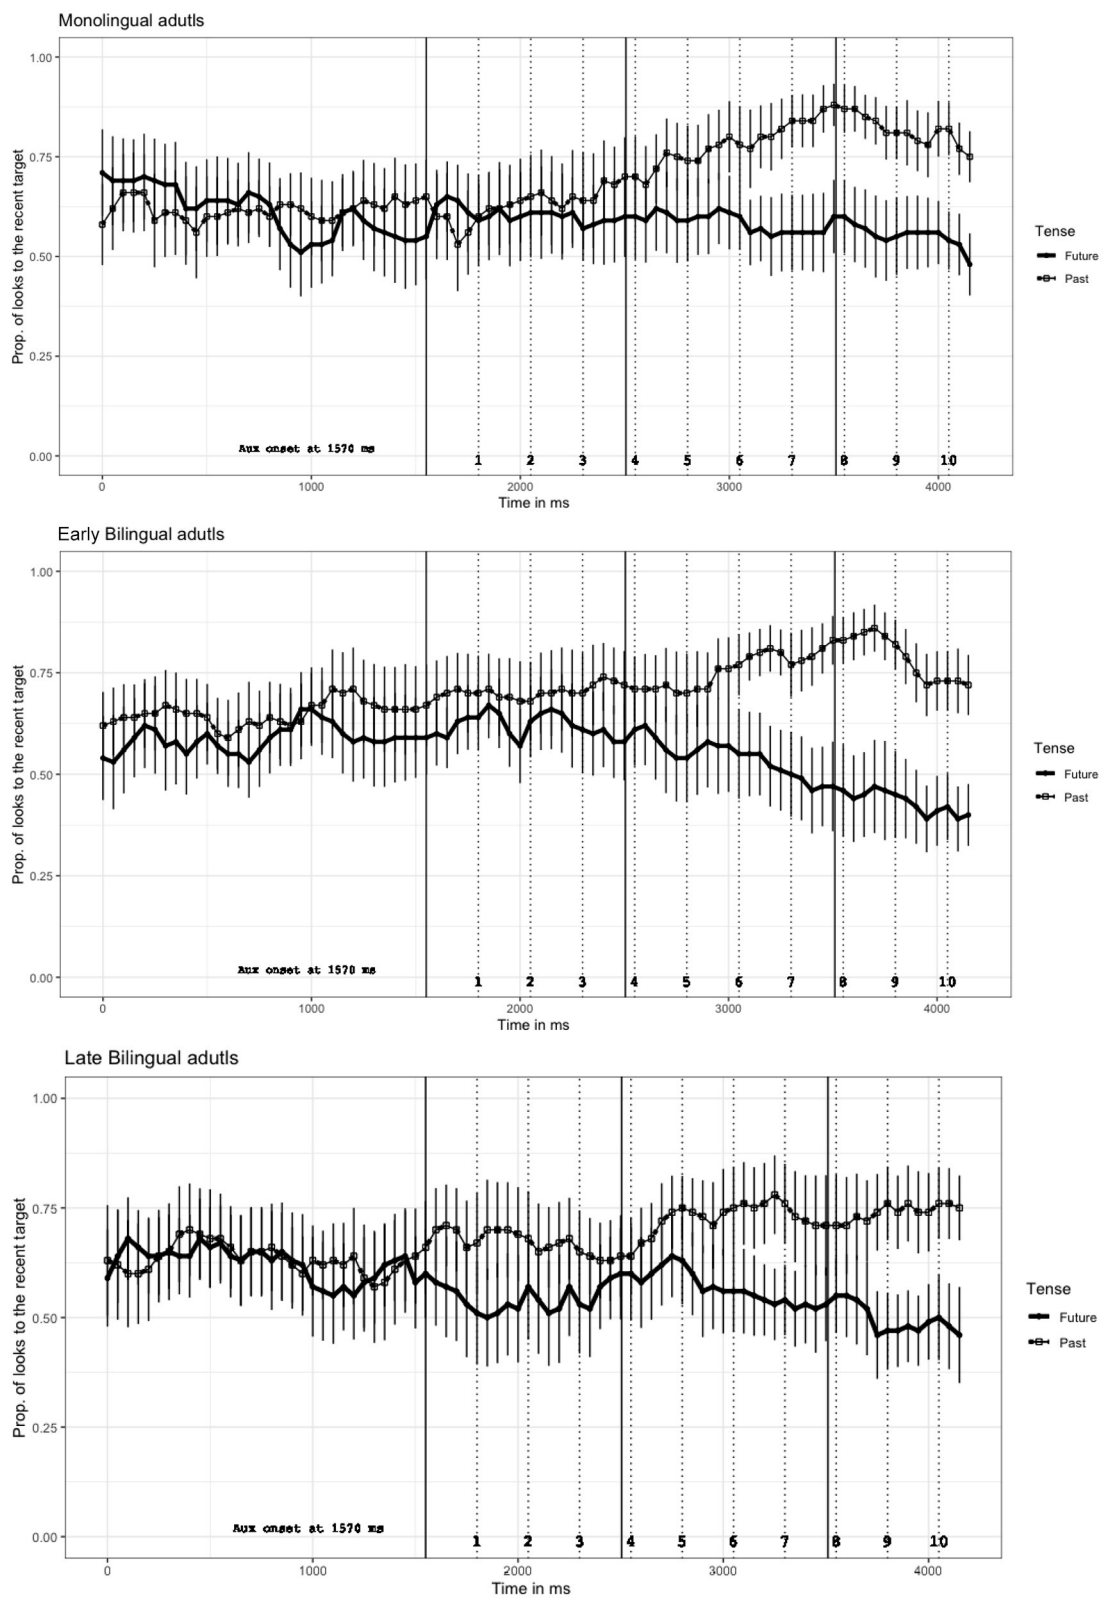 Monolingual adutls
1.00
0.75
0.50
0.25
0.00
Prop. of looks to the recent target
Aux onset at 1570 ms
1 2 3 4 5 6 7 8 9 10
0 1000 2000 3000 4000
Time in ms
Tense
Future
Past
Early Bilingual adutls
1.00
0.75
0.50
0.25
0.00
Prop. of looks to the recent target
Aux onset at 1570 ms
1 2 3 4 5 6 7 8 9 10
0 1000 2000 3000 4000
Time in ms
Tense
Future
Past
Late Bilingual adutls
1.00
0.75
0.50
0.25
0.00
Prop. of looks to the recent target
Aux onset at 1570 ms
1 2 3 4 5 6 7 8 9 10
0 1000 2000 3000 4000
Time in ms
Tense
Future
Past